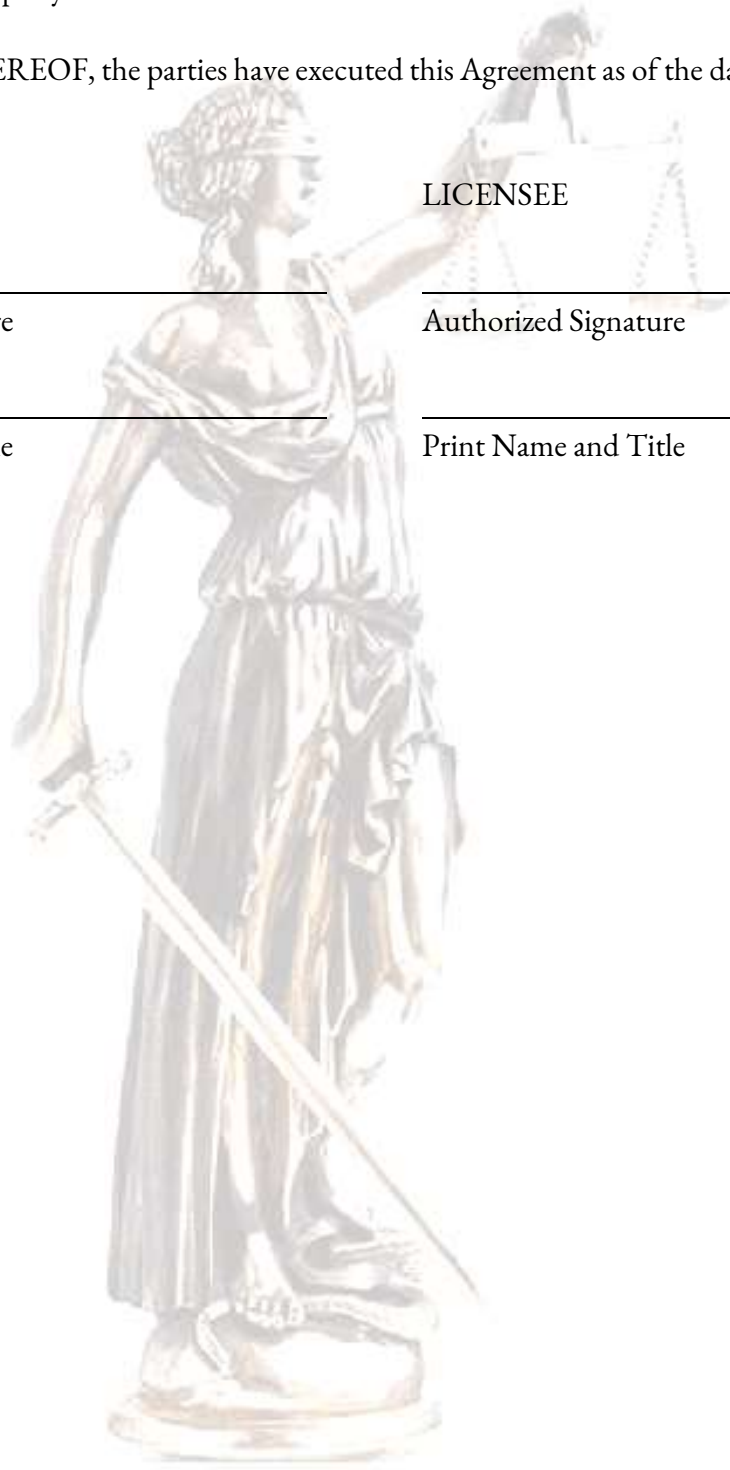 EREOF, the parties have executed this Agreement as of the da
LICENSEE
Authorized Signature
Print Name and Title